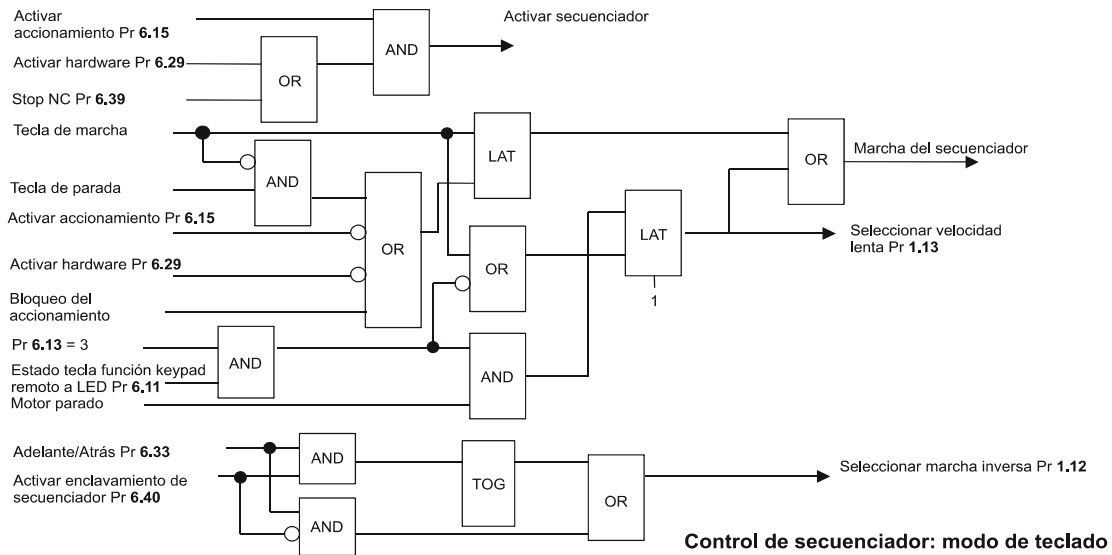 Activar
accionamiento Pr 6.15
Activar secuenciador
AND
Activar hardware Pr 6.29
OR
Stop NC Pr 6.39
Tecla de marcha
LAT
OR
Marcha del secuenciador
Tecla de parada
AND
Activar accionamiento Pr 6.15
OR
LAT
Seleccionar velocidad
lenta Pr 1.13
Activar hardware Pr 6.29
OR
1
Bloqueo del
accionamiento
Pr 6.13 = 3
AND
Estado tecla función keypad
remoto a LED Pr 6.11
AND
Motor parado
Adelante/Atrás Pr 6.33
AND
Activar enclavamiento de
secuenciador Pr 6.40
TOG
OR
Seleccionar marcha inversa Pr 1.12
AND
Control de secuenciador: modo de teclado